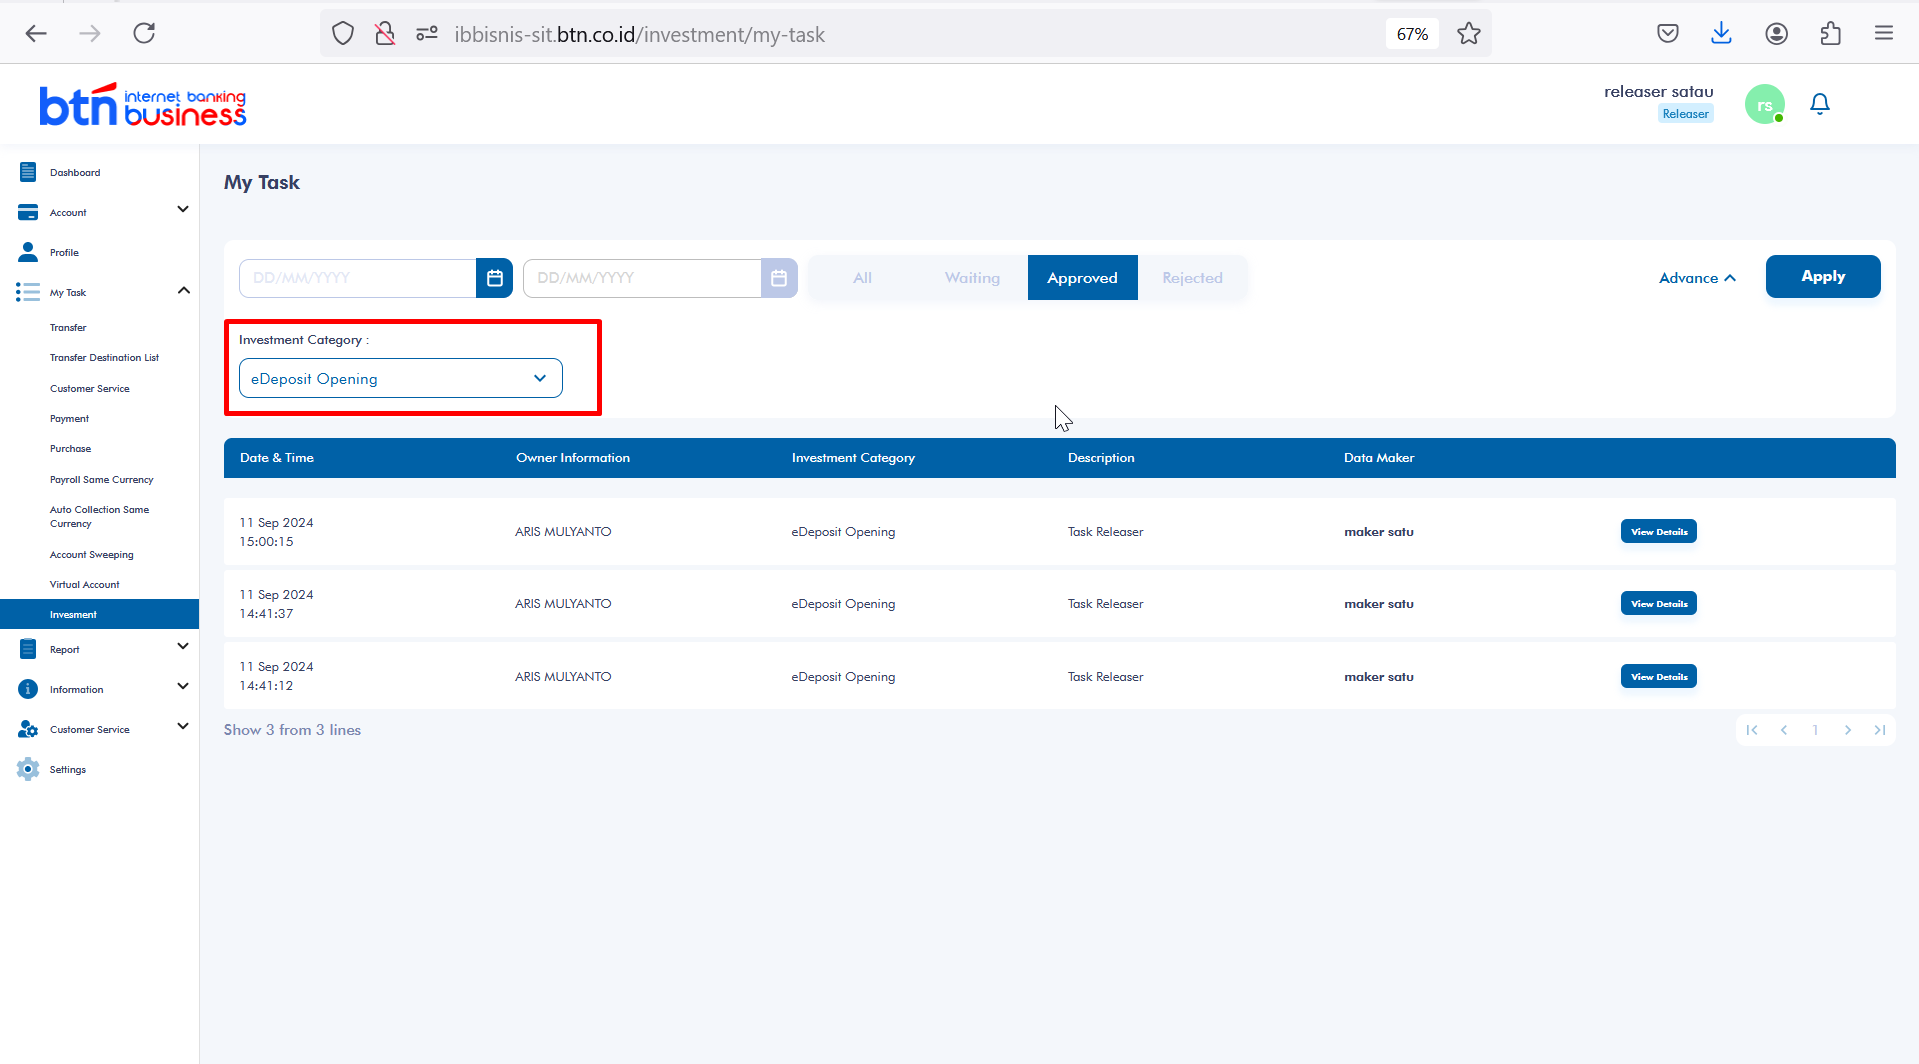 ibbisnis-sit.btn.co.id/investment/my-task
67%
btn internet banking business
releaser satau
Releaser
rs
Dashboard
Account
Profile
My Task
Transfer
Transfer Destination List
Customer Service
Payment
Purchase
Payroll Same Currency
Auto Collection Same
Currency
Account Sweeping
Virtual Account
Invesment
Report
Information
Customer Service
Settings
My Task
DD/MM/YYYY
DD/MM/YYYY
All
Waiting
Approved
Rejected
Advance
Apply
Investment Category :
eDeposit Opening
Date & Time
Owner Information
Investment Category
Description
Data Maker
11 Sep 2024
15:00:15
ARIS MULYANTO
eDeposit Opening
Task Releaser
maker satu
View Details
11 Sep 2024
14:41:37
ARIS MULYANTO
eDeposit Opening
Task Releaser
maker satu
View Details
11 Sep 2024
14:41:12
ARIS MULYANTO
eDeposit Opening
Task Releaser
maker satu
View Details
Show 3 from 3 lines
1